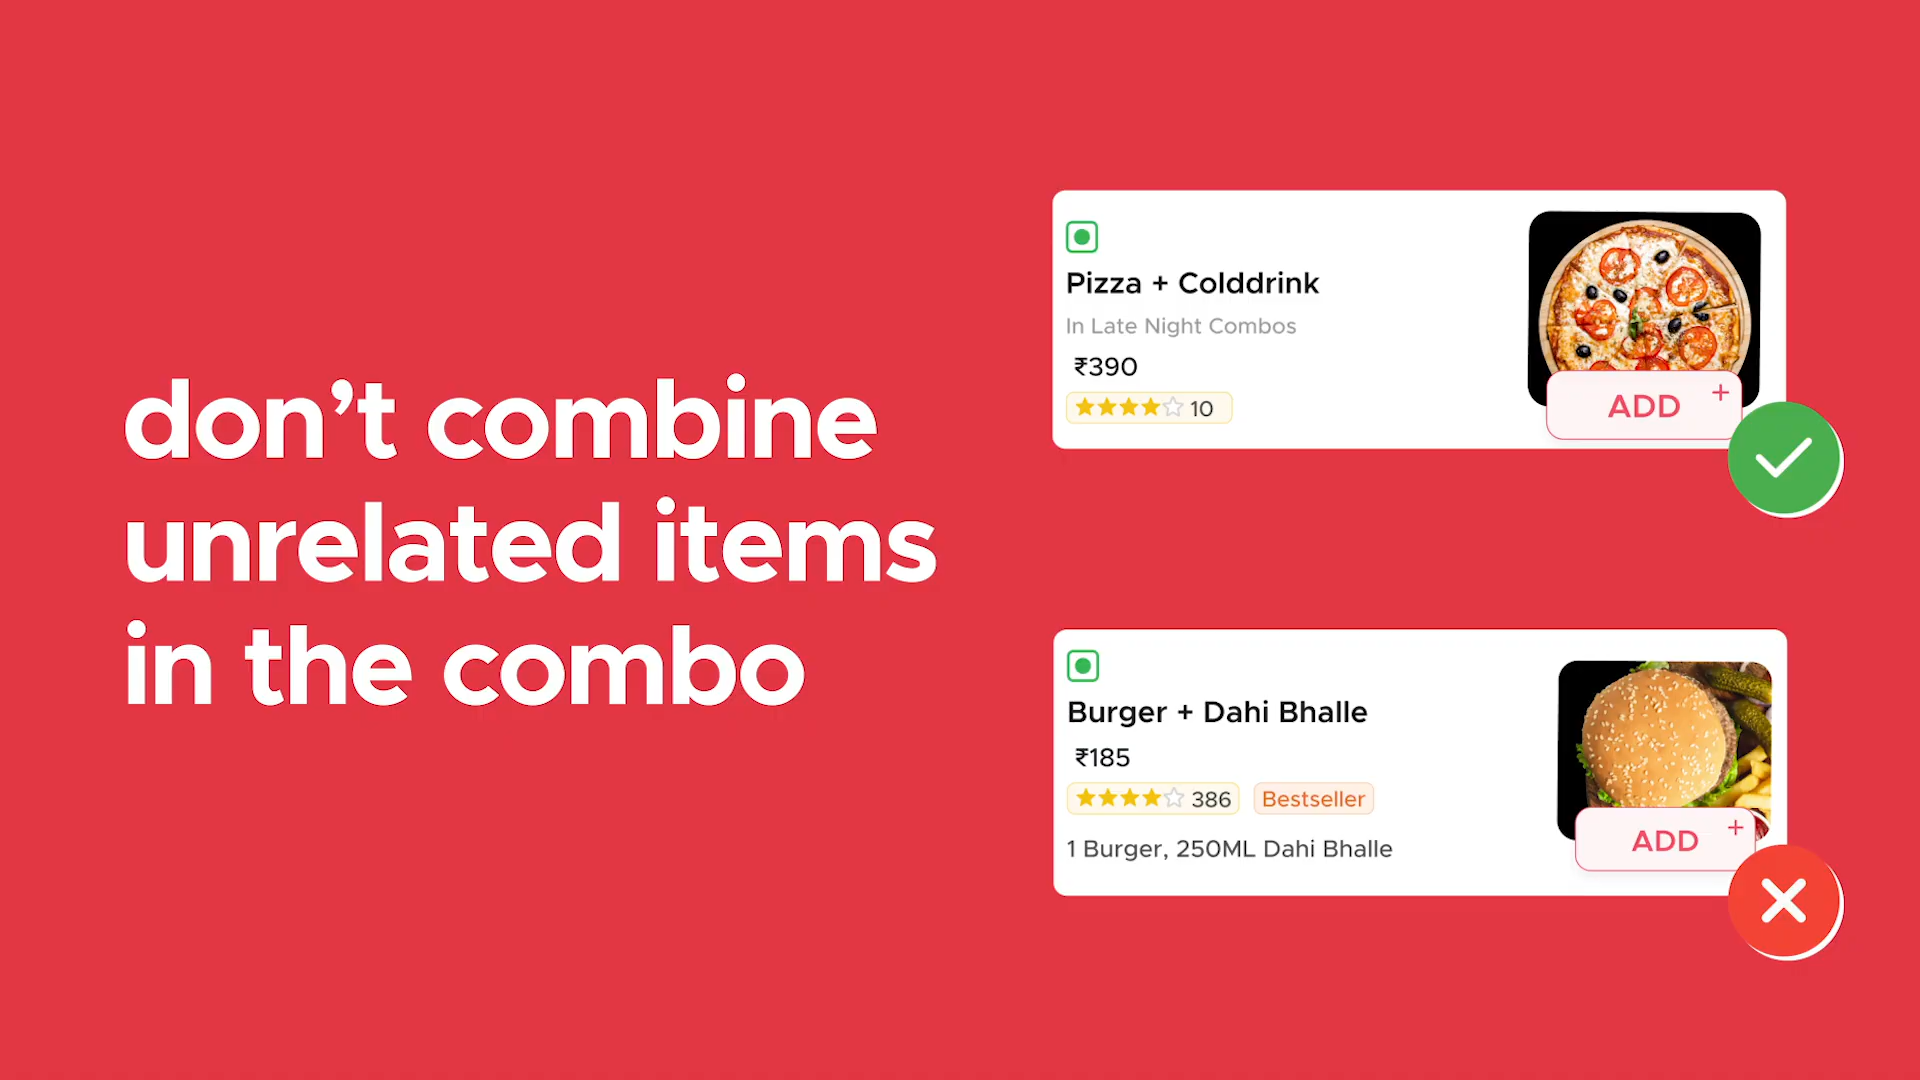 don’t combine
unrelated items
in the combo
Pizza + Colddrink
In Late Night Combos
₹390
10
ADD +
Burger + Dahi Bhalle
₹185
386 Bestseller
1 Burger, 250ML Dahi Bhalle
ADD +